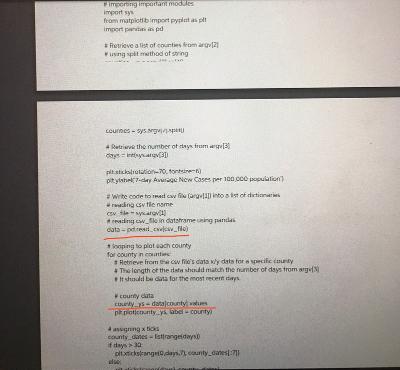 # importing important modules
import sys
from matplotlib import pyplot as plt
import pandas as pd
# Retrieve a list of counties from argv[2]
# using split method of string
counties = sys.argv[2].split()
# Retrieve the number of days from argv[3]
days = int(sys.argv[3])
plt.xticks(rotation=70, fontsize=6)
plt.ylabel('7-day Average New Cases per 100,000 population')
# Write code to read csv file (argv[1]) into a list of dictionaries
# reading csv file name
csv_file = sys.argv[1]
# reading csv_file in dataframe using pandas
data = pd.read_csv(csv_file)
# looping to plot each county
for county in counties:
# Retrieve from the csv file's data x/y data for a specific county
# The length of the data should match the number of days from argv[3]
# It should be data for the most recent days.
# county data
county_ys = data[county].values
plt.plot(county_ys, label = county)
# assigning x ticks
county_dates = list(range(days))
if days > 30:
plt.xticks(range(0,days,7), county_dates[::7])
else: